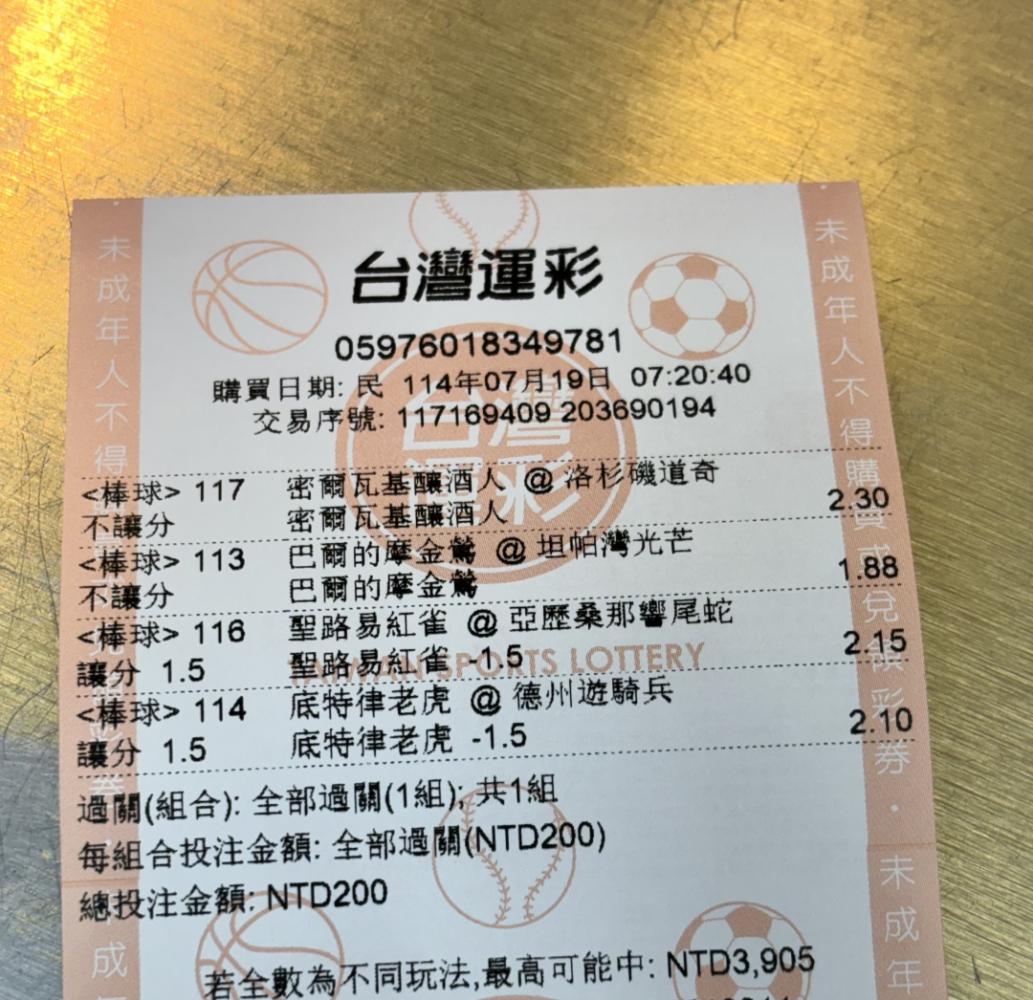 台灣運彩
05976018349781
購買日期: 民 114年07月19日 07:20:40
交易序號: 117169409 203690194
<棒球> 117 密爾瓦基釀酒人 @ 洛杉磯道奇
不讓分 密爾瓦基釀酒人 2.30
<棒球> 113 巴爾的摩金鶯 @ 坦帕灣光芒
不讓分 巴爾的摩金鶯 1.88
<棒球> 116 聖路易紅雀 @ 亞歷桑那響尾蛇
讓分 1.5 聖路易紅雀 -1.5 2.15
TAIWAN SPORTS LOTTERY
<棒球> 114 底特律老虎 @ 德州遊騎兵
讓分 1.5 底特律老虎 -1.5 2.10
過關(組合): 全部過關(1組); 共1組
每組合投注金額: 全部過關(NTD200)
總投注金額: NTD200
若全數為不同玩法,最高可能中: NTD3,905
未成年人不得
未成年人不得購買或兌領彩券・未成年